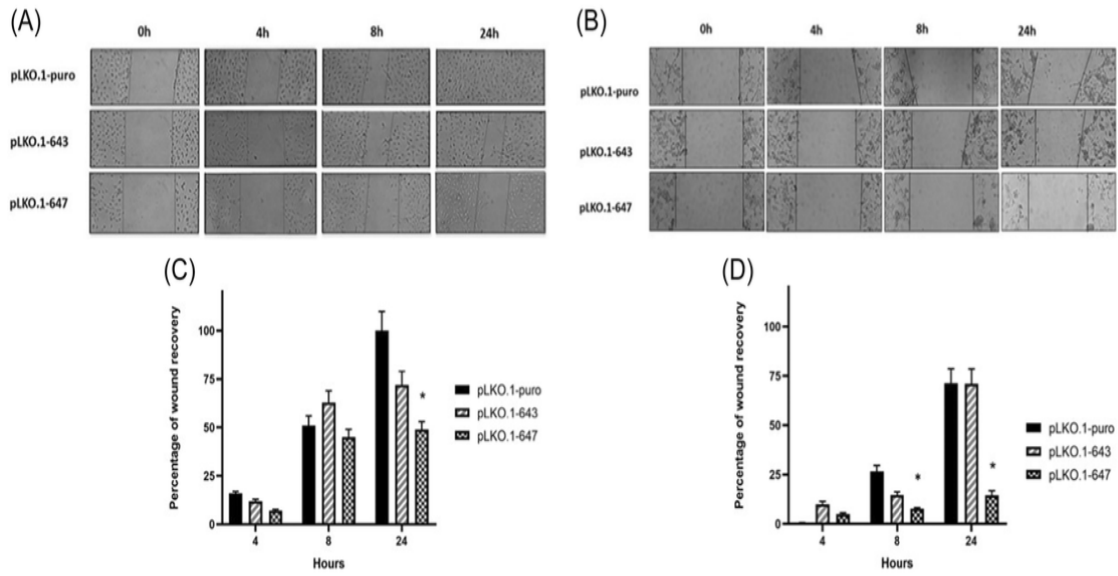 (A)
0h 4h 8h 24h
pLKO.1-puro
pLKO.1-643
pLKO.1-647
(B)
0h 4h 8h 24h
pLKO.1-puro
pLKO.1-643
pLKO.1-647
(C)
Percentage of wound recovery
100
75
50
25
0
4 8 24
Hours
*
pLKO.1-puro
pLKO.1-643
pLKO.1-647
(D)
Percentage of wound recovery
100
75
50
25
0
4 8 24
Hours
* *
pLKO.1-puro
pLKO.1-643
pLKO.1-647